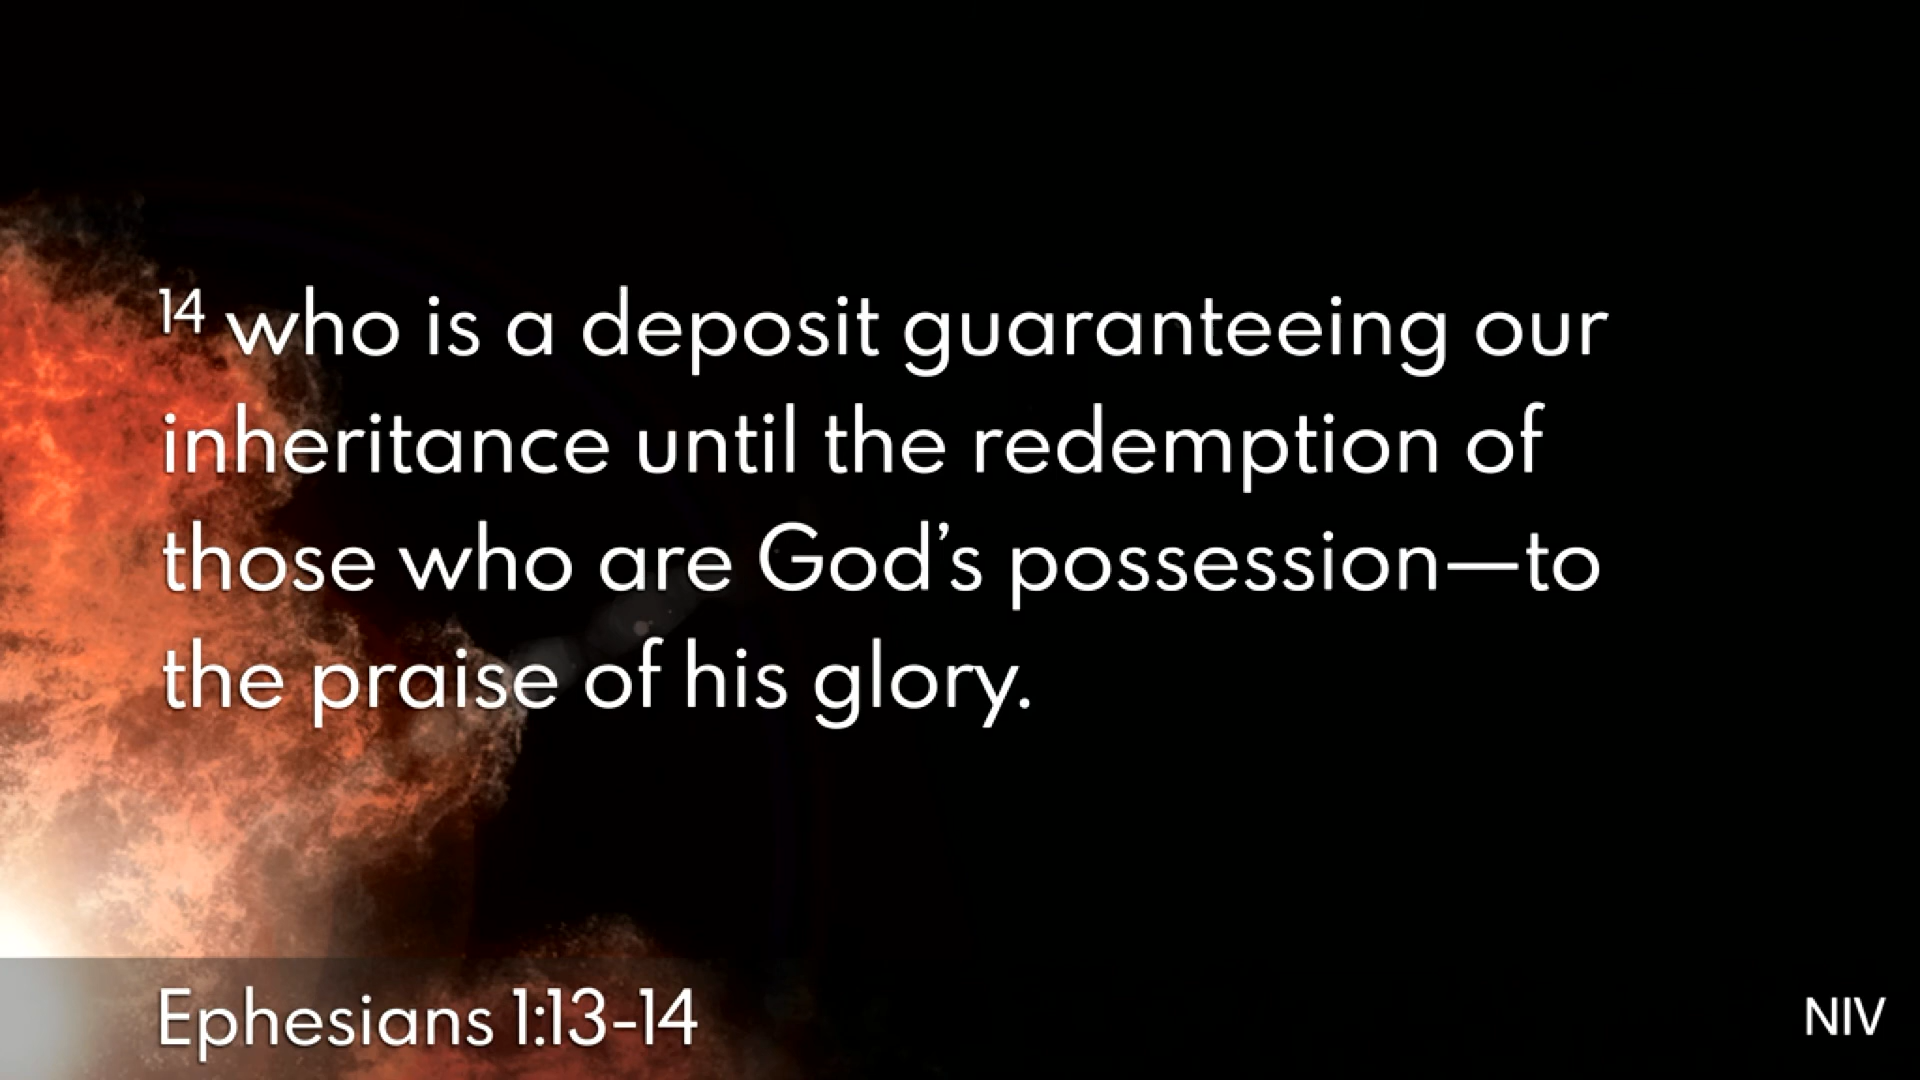 14 who is a deposit guaranteeing our
inheritance until the redemption of
those who are God’s possession—to
the praise of his glory.
Ephesians 1:13-14
NIV